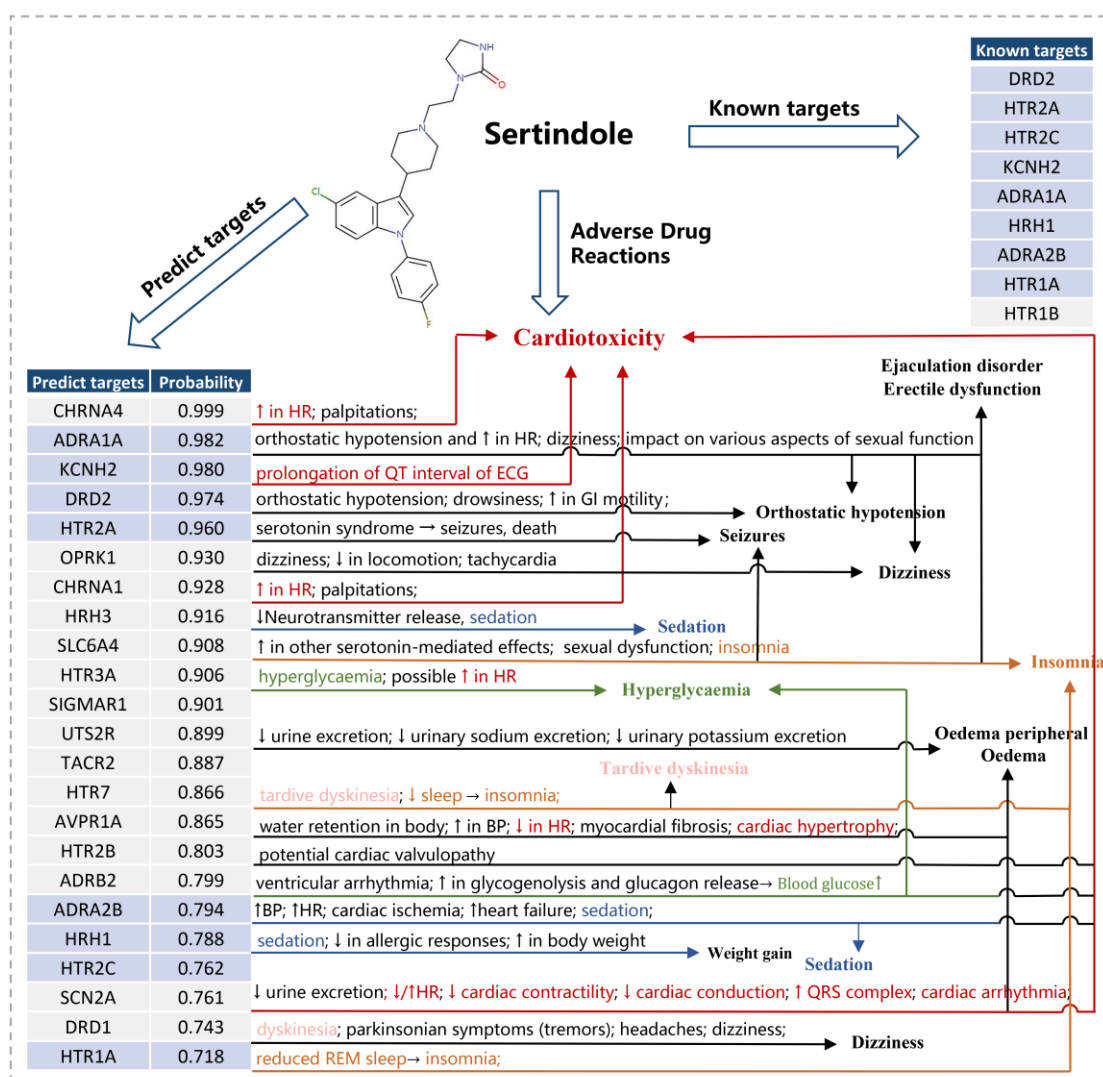 NH
N
O
Known targets
DRD2
HTR2A
HTR2C
KCNH2
ADRA1A
HRH1
ADRA2B
HTR1A
HTR1B
Known targets
Sertindole
N
Cl
N
F
Predict targets
Adverse Drug
Reactions
Cardiotoxicity
Ejaculation disorder
Erectile dysfunction
Predict targets Probability
CHRNA4 0.999 ↑ in HR; palpitations;
ADRA1A 0.982 orthostatic hypotension and ↑ in HR; dizziness; impact on various aspects of sexual function
KCNH2 0.980 prolongation of QT interval of ECG
DRD2 0.974 orthostatic hypotension; drowsiness; ↑ in GI motility;
Orthostatic hypotension
HTR2A 0.960 serotonin syndrome → seizures, death
Seizures
OPRK1 0.930 dizziness; ↓ in locomotion; tachycardia
Dizziness
CHRNA1 0.928 ↑ in HR; palpitations;
HRH3 0.916 ↓Neurotransmitter release, sedation
Sedation
SLC6A4 0.908 ↑ in other serotonin-mediated effects; sexual dysfunction; insomnia
Insomnia
HTR3A 0.906 hyperglycaemia; possible ↑ in HR
Hyperglycaemia
SIGMAR1 0.901
UTS2R 0.899 ↓ urine excretion; ↓ urinary sodium excretion; ↓ urinary potassium excretion
Oedema peripheral
Oedema
TACR2 0.887
Tardive dyskinesia
HTR7 0.866 tardive dyskinesia; ↓ sleep → insomnia;
AVPR1A 0.865 water retention in body; ↑ in BP; ↓ in HR; myocardial fibrosis; cardiac hypertrophy;
HTR2B 0.803 potential cardiac valvulopathy
ADRB2 0.799 ventricular arrhythmia; ↑ in glycogenolysis and glucagon release→ Blood glucose↑
ADRA2B 0.794 ↑BP; ↑HR; cardiac ischemia; ↑heart failure; sedation;
HRH1 0.788 sedation; ↓ in allergic responses; ↑ in body weight
Weight gain
Sedation
HTR2C 0.762
SCN2A 0.761 ↓ urine excretion; ↓/↑HR; ↓ cardiac contractility; ↓ cardiac conduction; ↑ QRS complex; cardiac arrhythmia;
DRD1 0.743 dyskinesia; parkinsonian symptoms (tremors); headaches; dizziness;
Dizziness
HTR1A 0.718 reduced REM sleep→ insomnia;